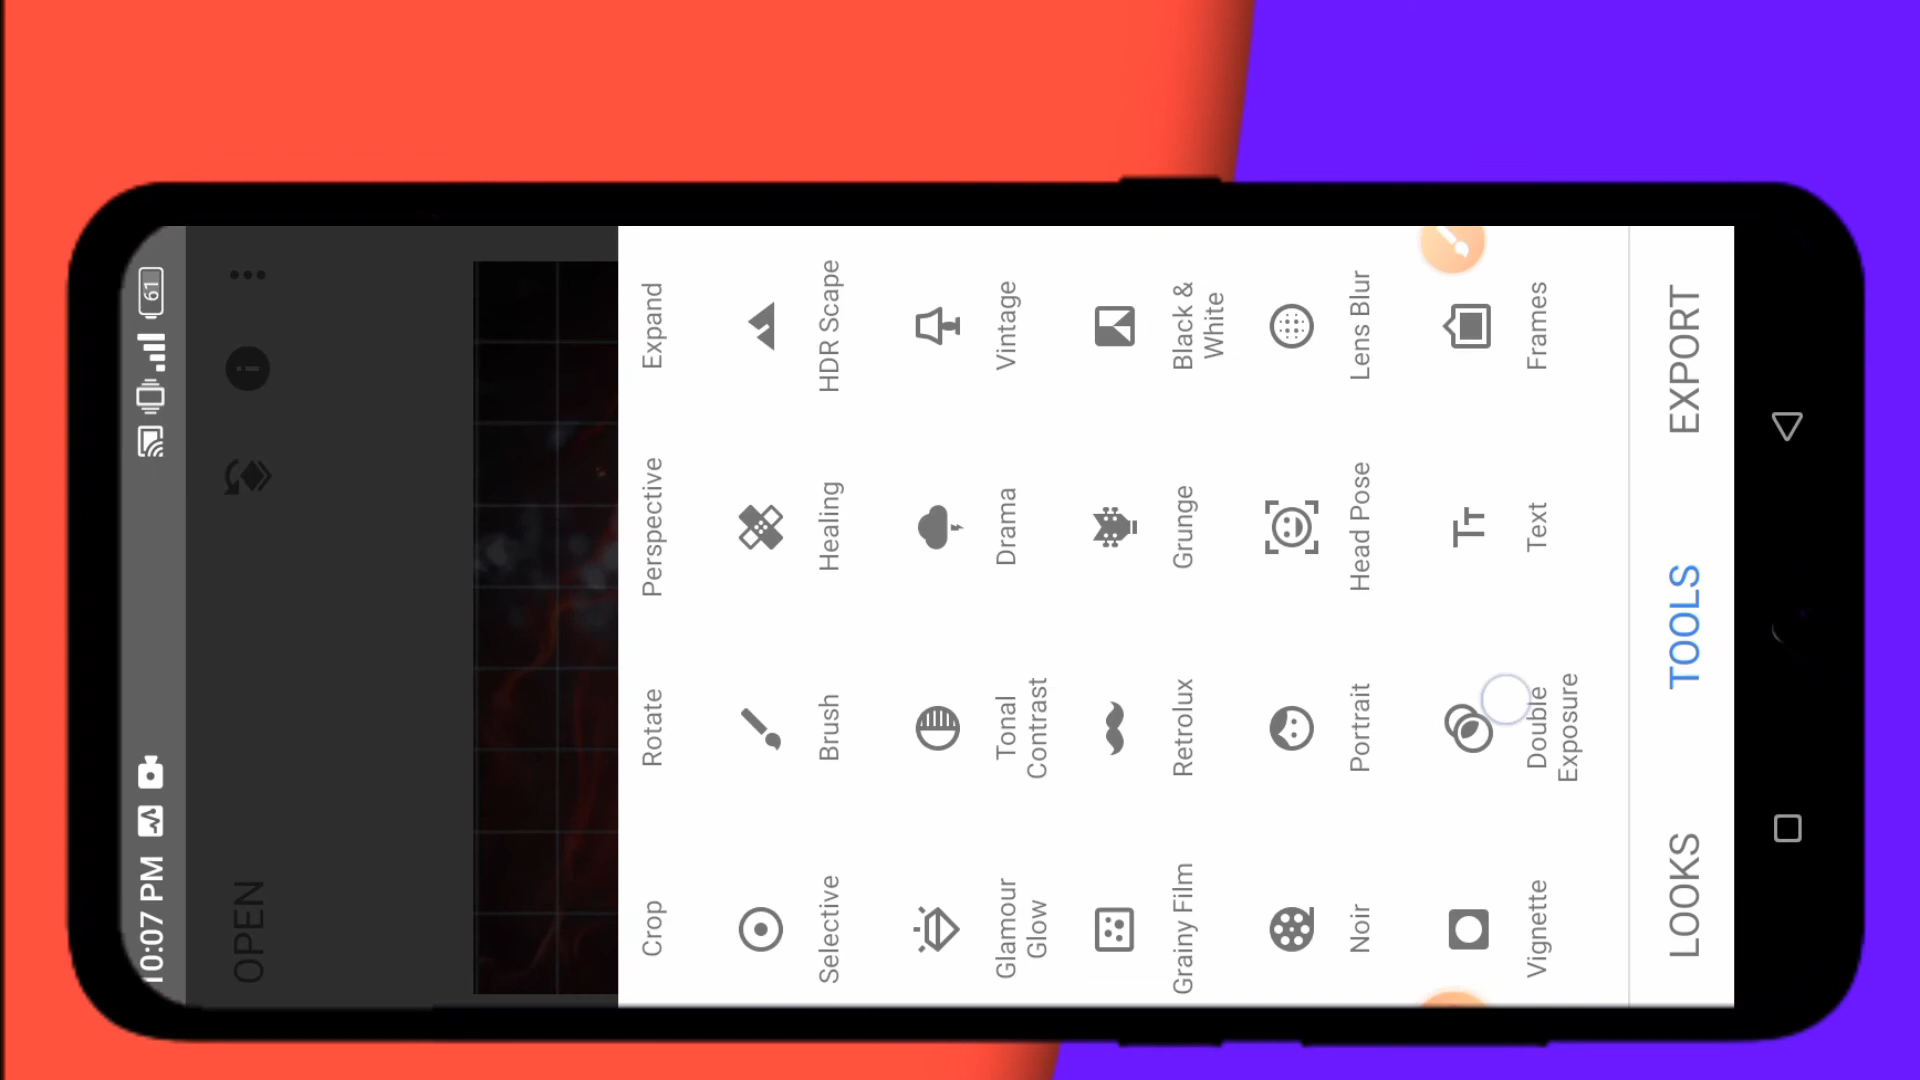 10:07 PM
61
OPEN
Crop
Rotate
Perspective
Expand
Selective
Brush
Healing
HDR Scape
Glamour
Glow
Tonal
Contrast
Drama
Vintage
Grainy Film
Retrolux
Grunge
Black &
White
Noir
Portrait
Head Pose
Lens Blur
Vignette
Double
Exposure
Text
Frames
LOOKS
TOOLS
EXPORT